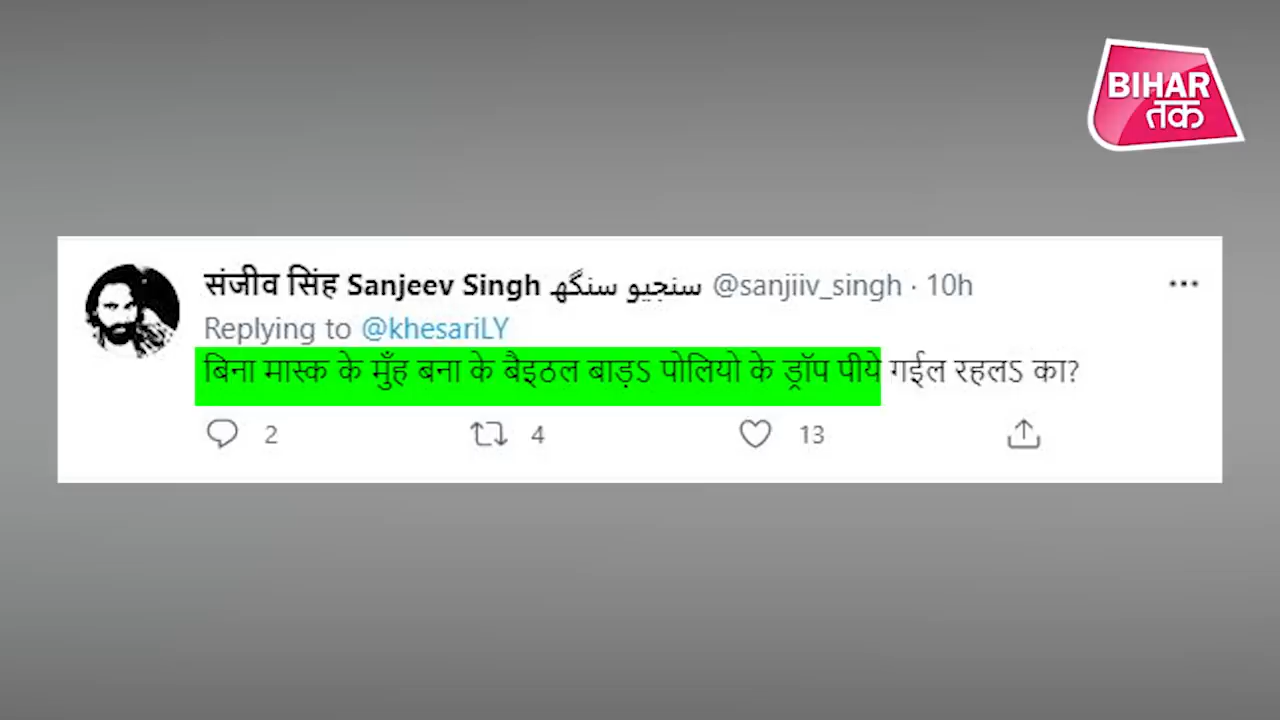 BIHAR
तक
संजीव सिंह Sanjeev Singh سنجیو سنگھ @sanjiiv_singh · 10h
Replying to @khesariLY
बिना मास्क के मुँह बना के बैइठल बाड़ऽ पोलियो के ड्रॉप पीये गईल रहलऽ का?
2 4 13